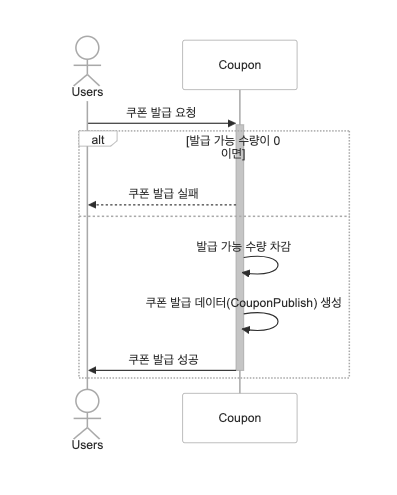 Users
Coupon
쿠폰 발급 요청
alt
[발급 가능 수량이 0
이면]
쿠폰 발급 실패
발급 가능 수량 차감
쿠폰 발급 데이터(CouponPublish) 생성
쿠폰 발급 성공
Users
Coupon